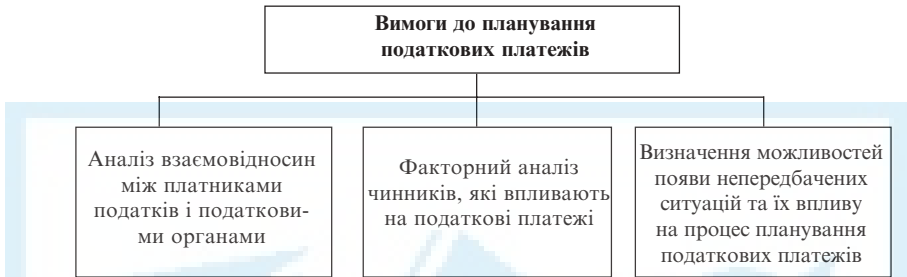 Вимоги до планування
податкових платежів
Аналіз взаємовідносин
між платниками
податків і податкови-
ми органами
Факторний аналіз
чинників, які впливають
на податкові платежі
Визначення можливостей
появи непередбачених
ситуацій та їх впливу
на процес планування
податкових платежів